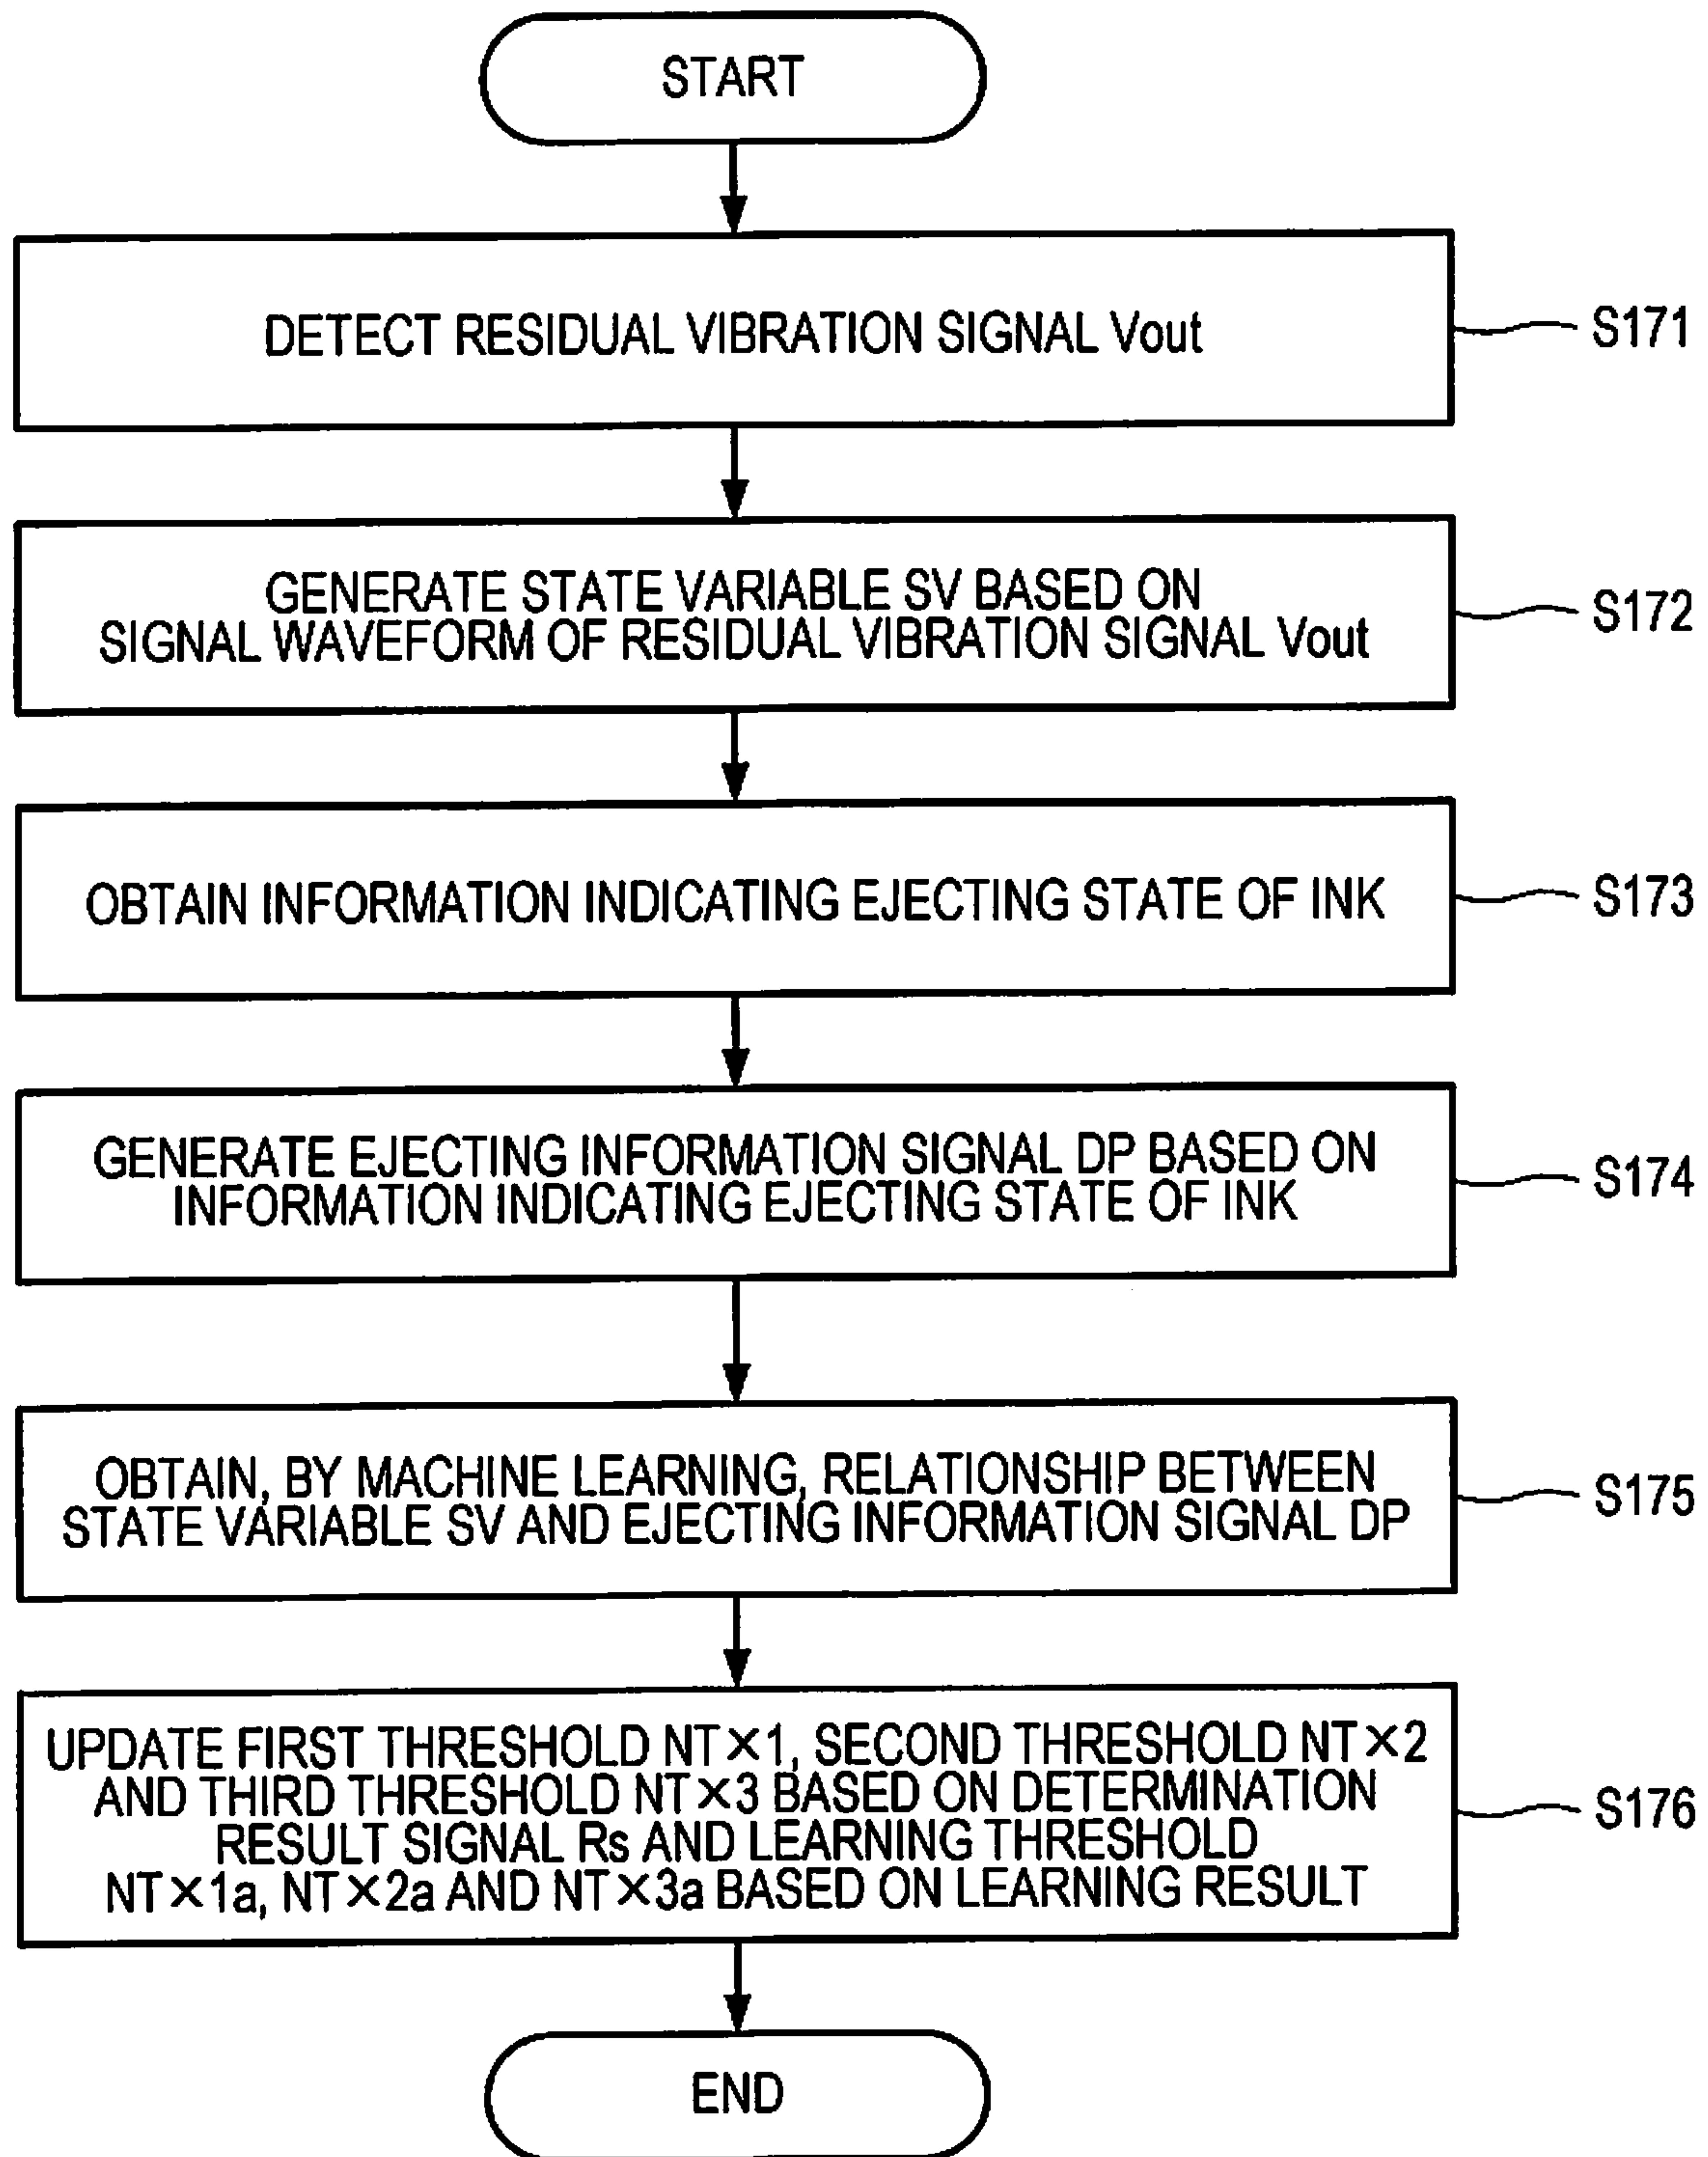 START
DETECT RESIDUAL VIBRATION SIGNAL Vout
S171
GENERATE STATE VARIABLE SV BASED ON
SIGNAL WAVEFORM OF RESIDUAL VIBRATION SIGNAL Vout
S172
OBTAIN INFORMATION INDICATING EJECTING STATE OF INK
S173
GENERATE EJECTING INFORMATION SIGNAL DP BASED ON
INFORMATION INDICATING EJECTING STATE OF INK
S174
OBTAIN, BY MACHINE LEARNING, RELATIONSHIP BETWEEN
STATE VARIABLE SV AND EJECTING INFORMATION SIGNAL DP
S175
UPDATE FIRST THRESHOLD NT×1, SECOND THRESHOLD NT×2
AND THIRD THRESHOLD NT×3 BASED ON DETERMINATION
RESULT SIGNAL Rs AND LEARNING THRESHOLD
NT×1a, NT×2a AND NT×3a BASED ON LEARNING RESULT
S176
END